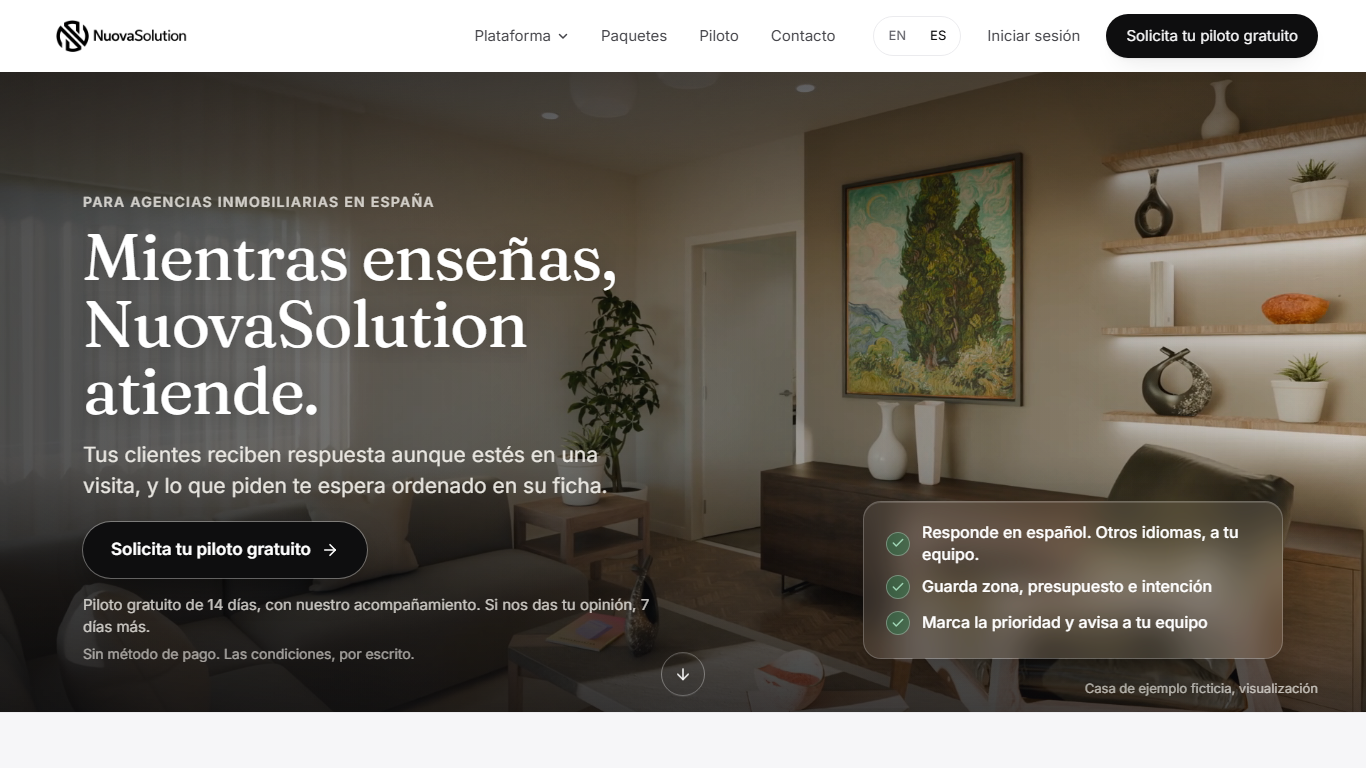 NuovaSolution
Plataforma
Paquetes
Piloto
Contacto
EN
ES
Iniciar sesión
Solicita tu piloto gratuito
PARA AGENCIAS INMOBILIARIAS EN ESPAÑA
Mientras enseñas,
NuovaSolution
atiende.
Tus clientes reciben respuesta aunque estés en una
visita, y lo que piden te espera ordenado en su ficha.
Solicita tu piloto gratuito
Piloto gratuito de 14 días, con nuestro acompañamiento. Si nos das tu opinión, 7
días más.
Sin método de pago. Las condiciones, por escrito.
Responde en español. Otros idiomas, a tu
equipo.
Guarda zona, presupuesto e intención
Marca la prioridad y avisa a tu equipo
Casa de ejemplo ficticia, visualización